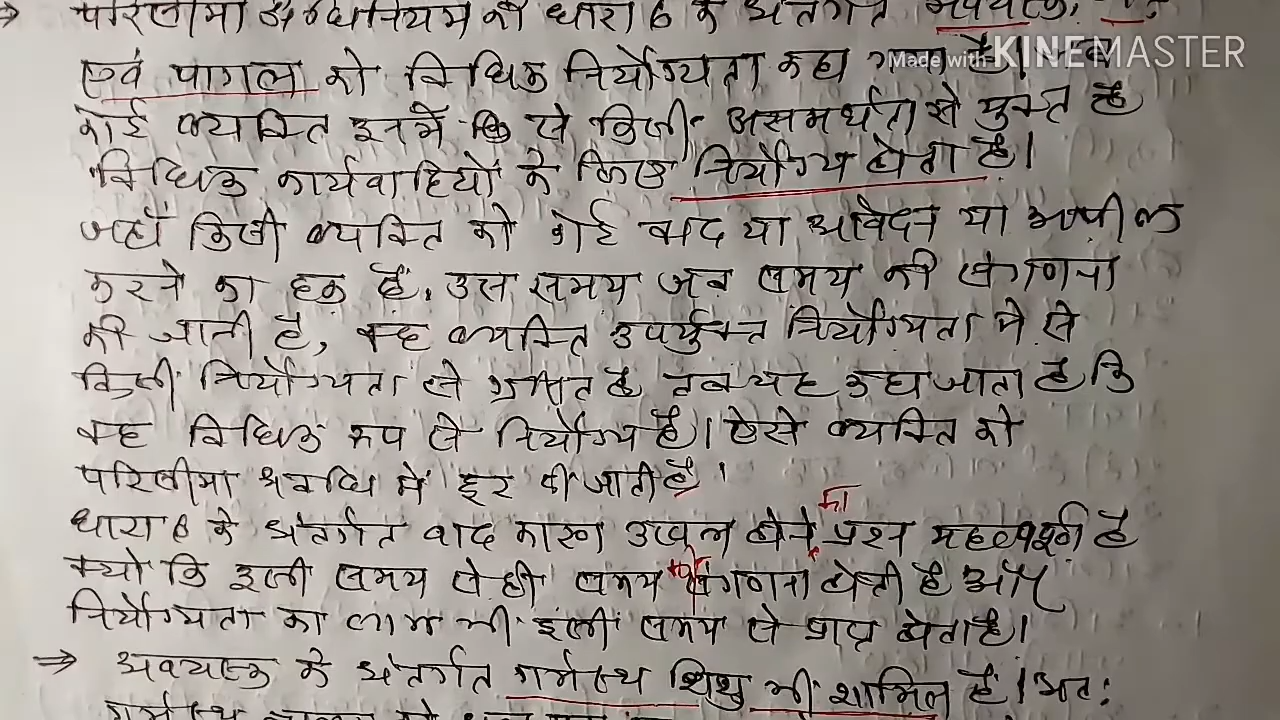 → परिसीमा अधिनियम की धारा 6 के अंतर्गत अवयस्क,
एवं पागल को विधिक निर्योग्यता कहा गया है। जब
Made with KINEMASTER
कोई व्यक्ति इनमें से किसी असमर्थता से युक्त है
विधिक कार्यवाहियों के लिए निर्योग्य होता है।
जहाँ किसी व्यक्ति को कोई वाद या आवेदन या अपील
करने का हक है, उस समय जब समय की संगणना
की जाती है, वह व्यक्ति उपर्युक्त निर्योग्यता मे से
किसी निर्योग्यता से ग्रसित है तब यह कहा जाता है कि
वह विधिक रूप से निर्योग्य है। ऐसे व्यक्ति को
परिसीमा अवधि में छूट दी जाती है।
धारा 6 के अंतर्गत वाद कारण उत्पन्न होने का प्रश्न महत्वपूर्ण है
क्यो कि इसी समय से ही समय की संगणना होती है और
निर्योग्यता का लाभ भी इसी समय से प्राप्त होता है।
⇒ अवयस्क के अंतर्गत गर्भस्थ शिशु भी शामिल है। अतः
गर्भस्थ